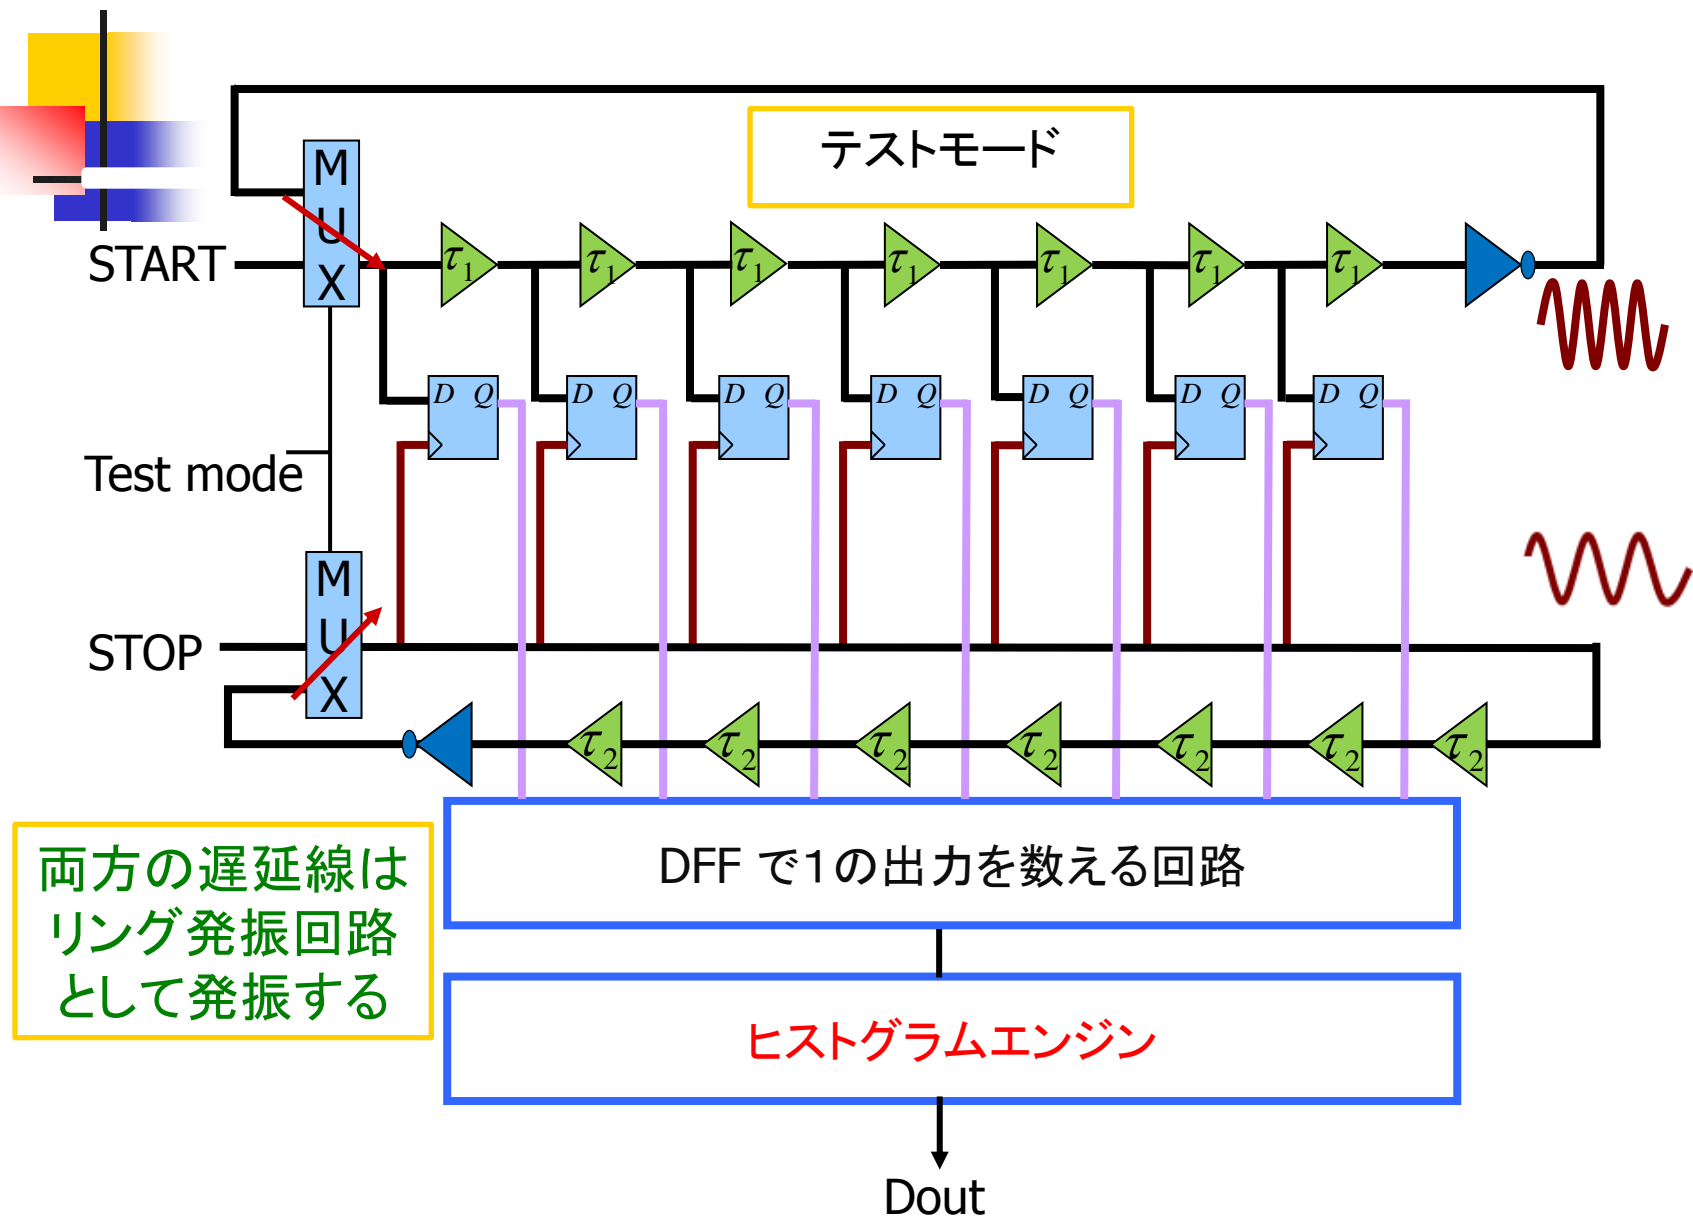 テストモード
MUX
START
τ1 τ1 τ1 τ1 τ1 τ1 τ1
D Q D Q D Q D Q D Q D Q D Q
Test mode
MUX
STOP
τ2 τ2 τ2 τ2 τ2 τ2 τ2
両方の遅延線は
リング発振回路
として発振する
DFF で1の出力を数える回路
ヒストグラムエンジン
Dout